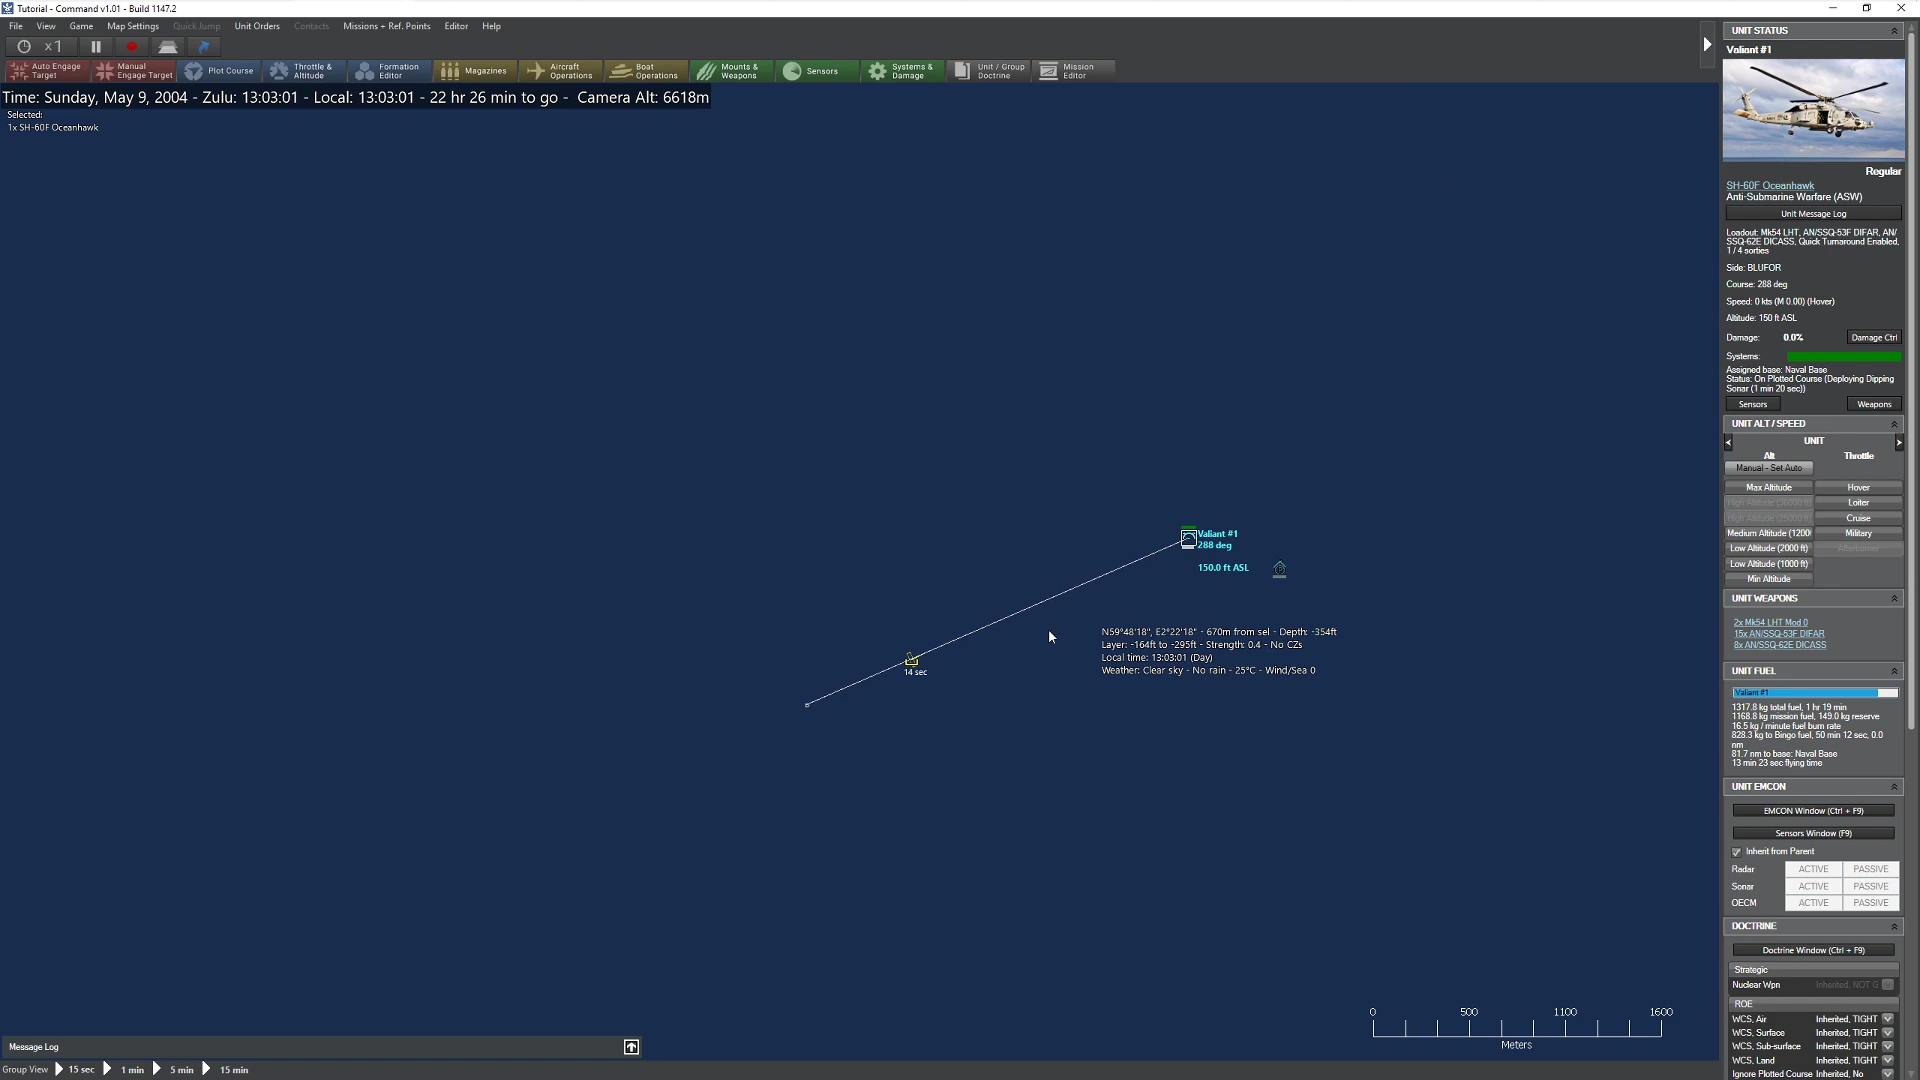 Tutorial - Command v1.01 - Build 1147.2
File View Game Map Settings Quick Jump Unit Orders Contacts Missions + Ref. Points Editor Help
x1
Auto Engage Target
Manual Engage Target
Plot Course
Throttle & Altitude
Formation Editor
Magazines
Aircraft Operations
Boat Operations
Mounts & Weapons
Sensors
Systems & Damage
Unit / Group Doctrine
Mission Editor
Time: Sunday, May 9, 2004 - Zulu: 13:03:01 - Local: 13:03:01 - 22 hr 26 min to go - Camera Alt: 6618m
Selected:
1x SH-60F Oceanhawk
Valiant #1
288 deg
150.0 ft ASL
N59°48'18", E2°22'18" - 670m from sel - Depth: -354ft
Layer: -164ft to -295ft - Strength: 0.4 - No CZs
Local time: 13:03:01 (Day)
Weather: Clear sky - No rain - 25°C - Wind/Sea 0
14 sec
0 500 1100 1600
Meters
Message Log
Group View 15 sec 1 min 5 min 15 min
UNIT STATUS
Valiant #1
Regular
SH-60F Oceanhawk
Anti-Submarine Warfare (ASW)
Unit Message Log
Loadout: Mk54 LHT, AN/SSQ-53F DIFAR, AN/
SSQ-62E DICASS, Quick Turnaround Enabled,
1 / 4 sorties
Side: BLUFOR
Course: 288 deg
Speed: 0 kts (M 0.00) (Hover)
Altitude: 150 ft ASL
Damage: 0.0% Damage Ctrl
Systems:
Assigned base: Naval Base
Status: On Plotted Course (Deploying Dipping
Sonar (1 min 20 sec))
Sensors Weapons
UNIT ALT / SPEED
UNIT
Alt Throttle
Manual - Set Auto
Max Altitude Hover
Loiter
Cruise
Medium Altitude (1200 Military
Low Altitude (2000 ft) Afterburner
Low Altitude (1000 ft)
Min Altitude
UNIT WEAPONS
2x Mk54 LHT Mod 0
15x AN/SSQ-53F DIFAR
8x AN/SSQ-62E DICASS
UNIT FUEL
Valiant #1
1317.8 kg total fuel, 1 hr 19 min
1168.8 kg mission fuel, 149.0 kg reserve
16.5 kg / minute fuel burn rate
828.3 kg to Bingo fuel, 50 min 12 sec, 0.0
nm
81.7 nm to base: Naval Base
13 min 23 sec flying time
UNIT EMCON
EMCON Window (Ctrl + F9)
Sensors Window (F9)
Inherit from Parent
Radar ACTIVE PASSIVE
Sonar ACTIVE PASSIVE
OECM ACTIVE PASSIVE
DOCTRINE
Doctrine Window (Ctrl + F9)
Strategic
Nuclear Wpn Inherited, NOT G
ROE
WCS, Air Inherited, TIGHT
WCS, Surface Inherited, TIGHT
WCS, Sub-surface Inherited, TIGHT
WCS, Land Inherited, TIGHT
Ignore Plotted Course Inherited, No